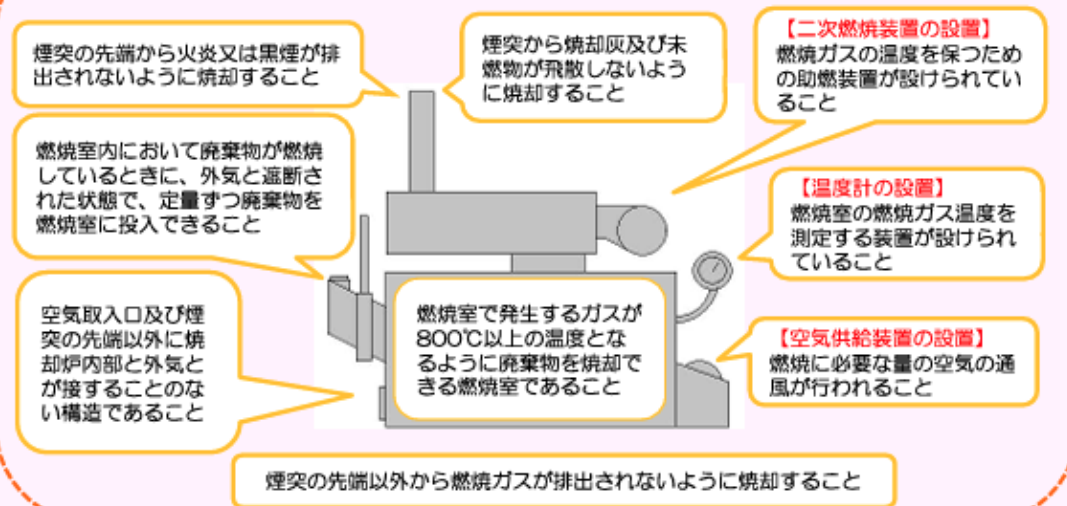 煙突の先端から火炎又は黒煙が排
出されないように焼却すること
煙突から焼却灰及び未
燃物が飛散しないよう
に焼却すること
【二次燃焼装置の設置】
燃焼ガスの温度を保つため
の助燃装置が設けられてい
ること
燃焼室内において廃棄物が燃焼
しているときに、外気と遮断さ
れた状態で、定量ずつ廃棄物を
燃焼室に投入できること
【温度計の設置】
燃焼室の燃焼ガス温度を
測定する装置が設けられ
ていること
空気取入口及び煙
突の先端以外に焼
却炉内部と外気と
が接することのな
い構造であること
燃焼室で発生するガスが
800℃以上の温度とな
るように廃棄物を焼却で
きる燃焼室であること
【空気供給装置の設置】
燃焼に必要な量の空気の通
風が行われること
煙突の先端以外から燃焼ガスが排出されないように焼却すること